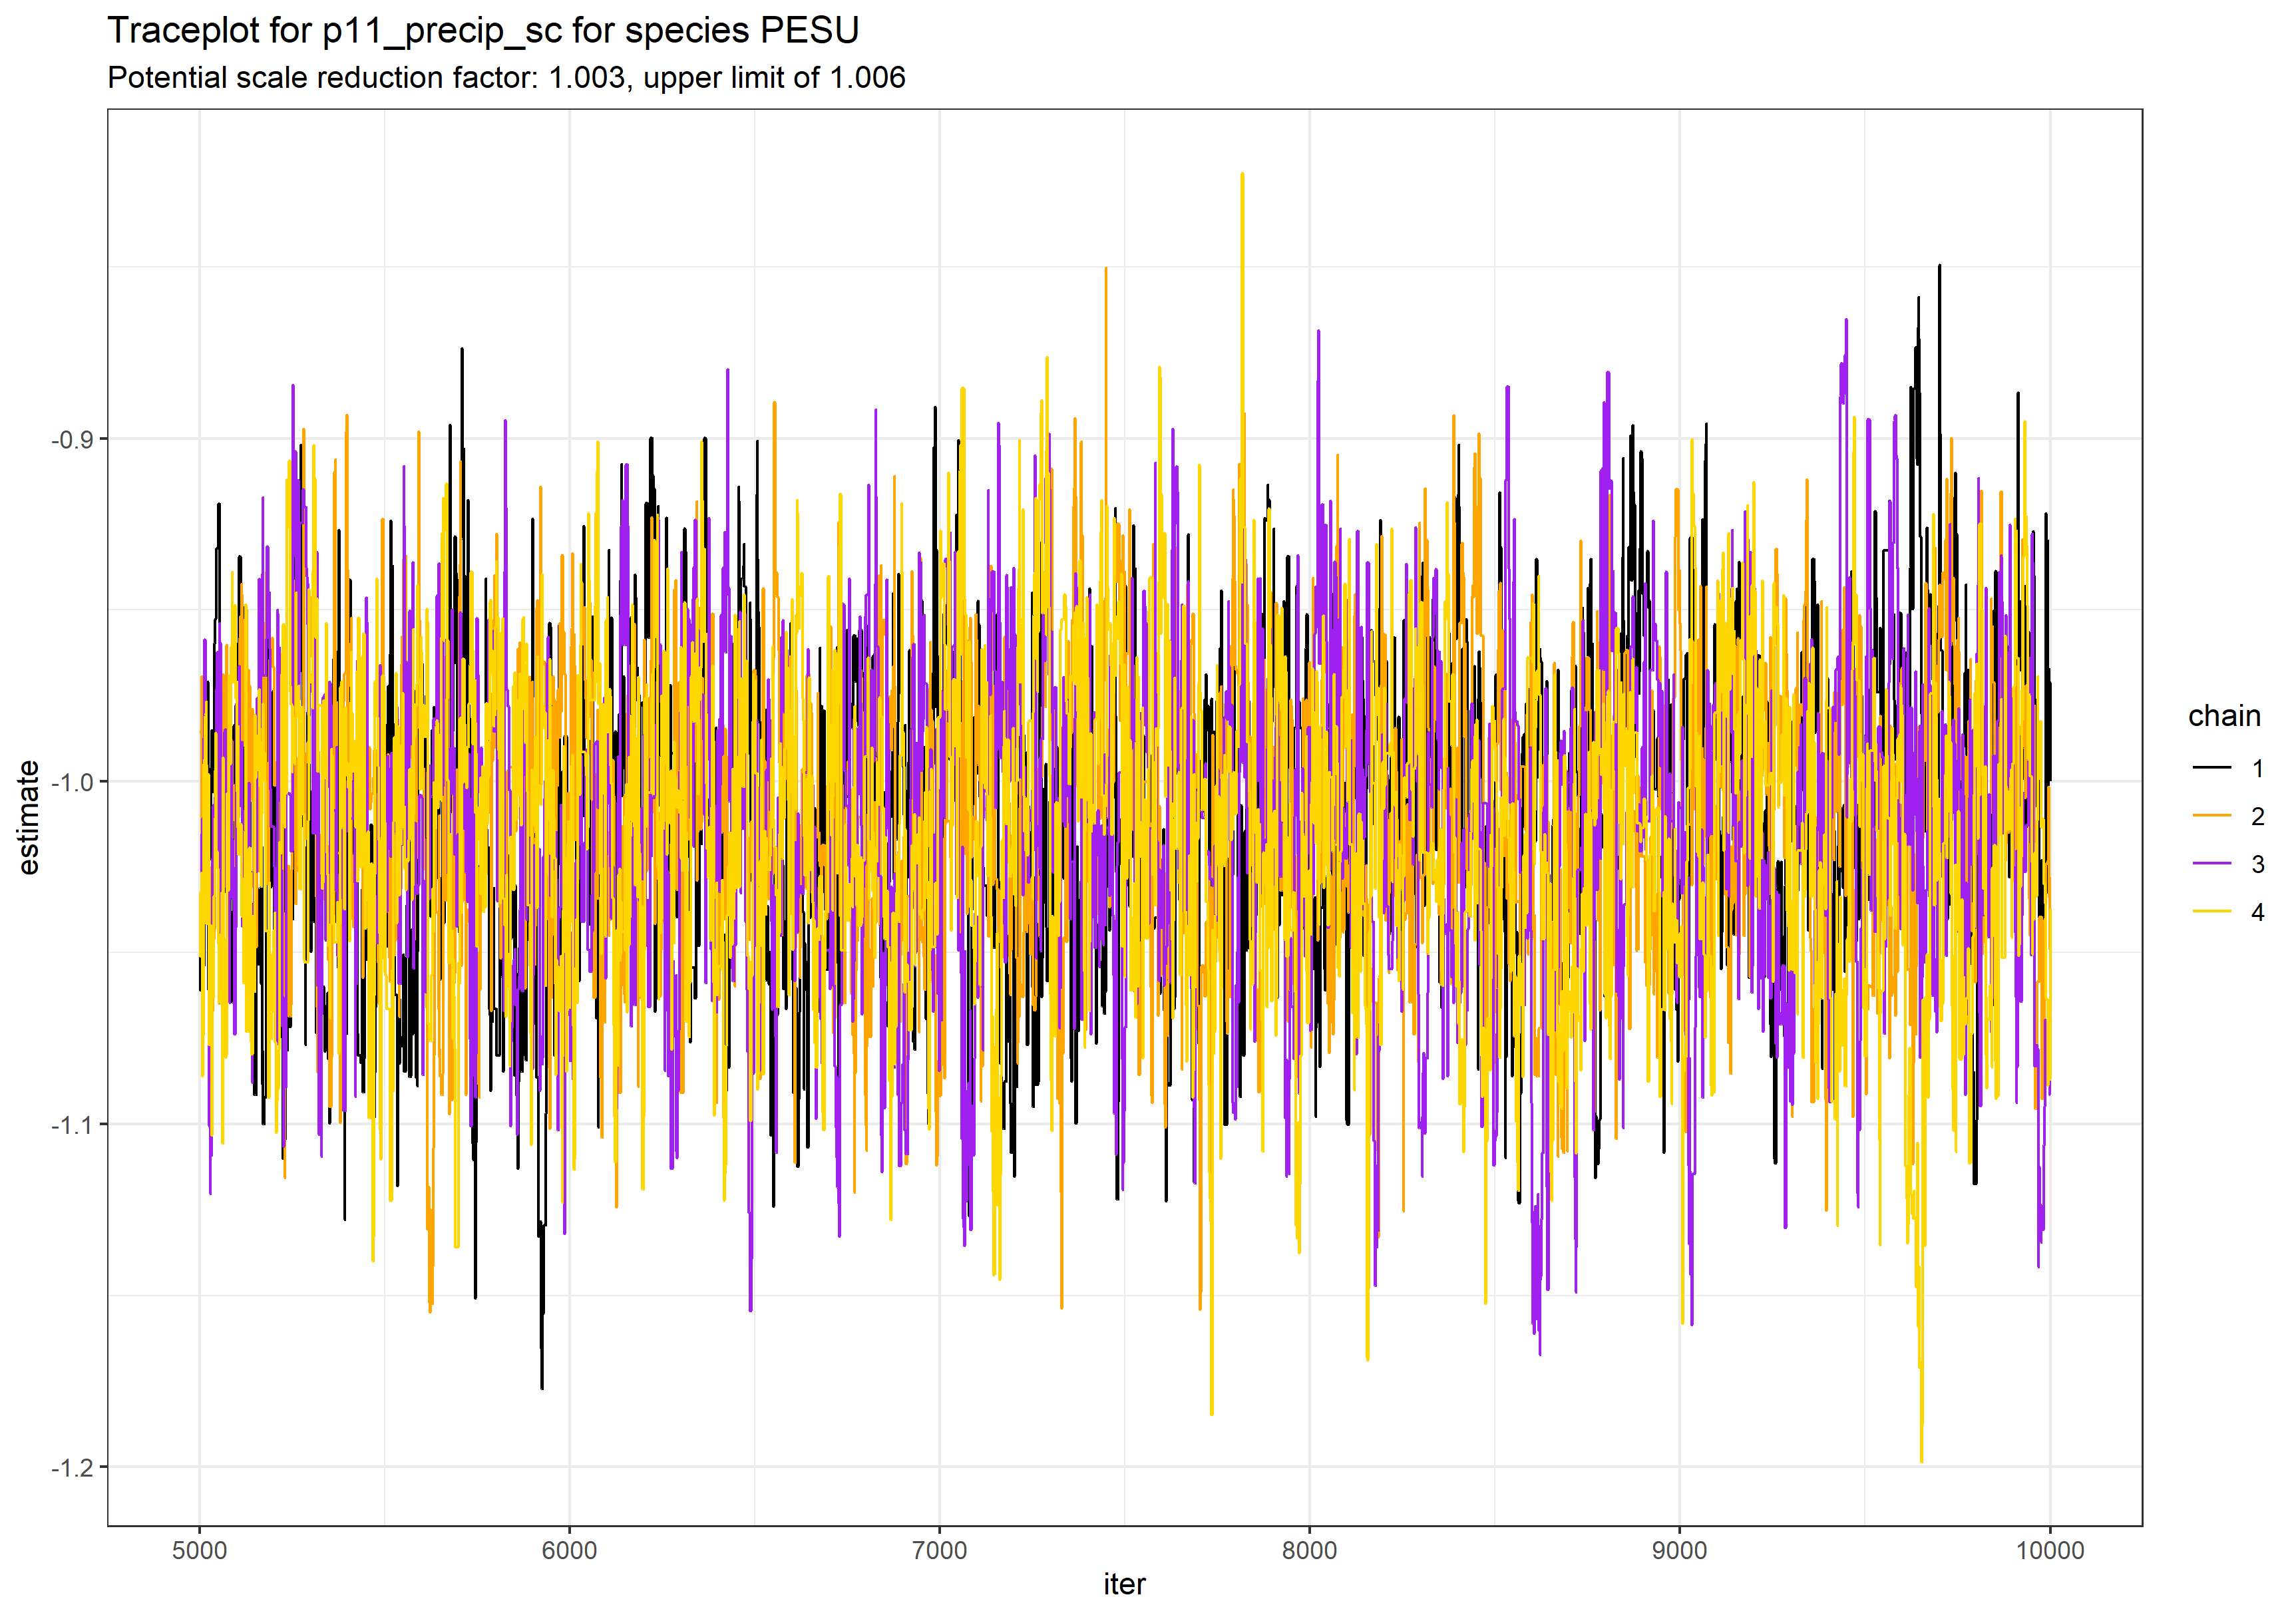 Traceplot for p11_precip_sc for species PESU
Potential scale reduction factor: 1.003, upper limit of 1.006
estimate
-0.9
-1.0
-1.1
-1.2
5000 6000 7000 8000 9000 10000
iter
chain
1
2
3
4